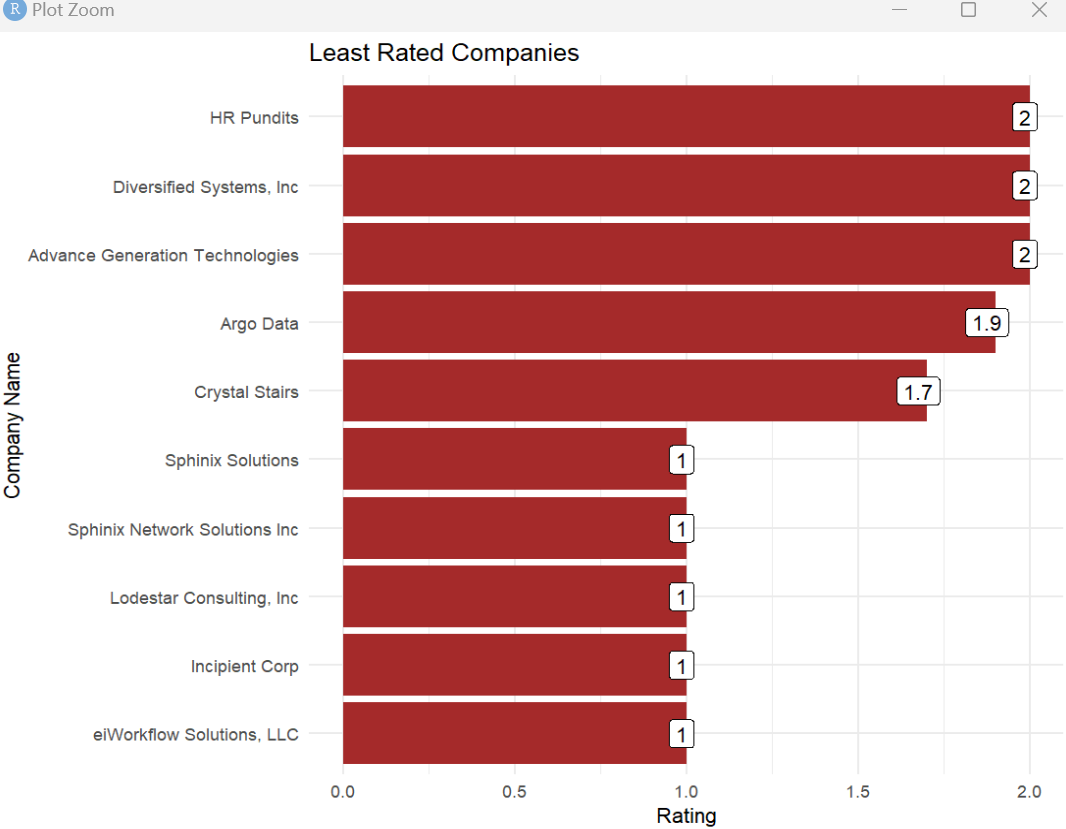 R Plot Zoom
Least Rated Companies
HR Pundits 2
Diversified Systems, Inc 2
Advance Generation Technologies 2
Argo Data 1.9
Crystal Stairs 1.7
Sphinix Solutions 1
Sphinix Network Solutions Inc 1
Lodestar Consulting, Inc 1
Incipient Corp 1
eiWorkflow Solutions, LLC 1
Company Name
0.0 0.5 1.0 1.5 2.0
Rating